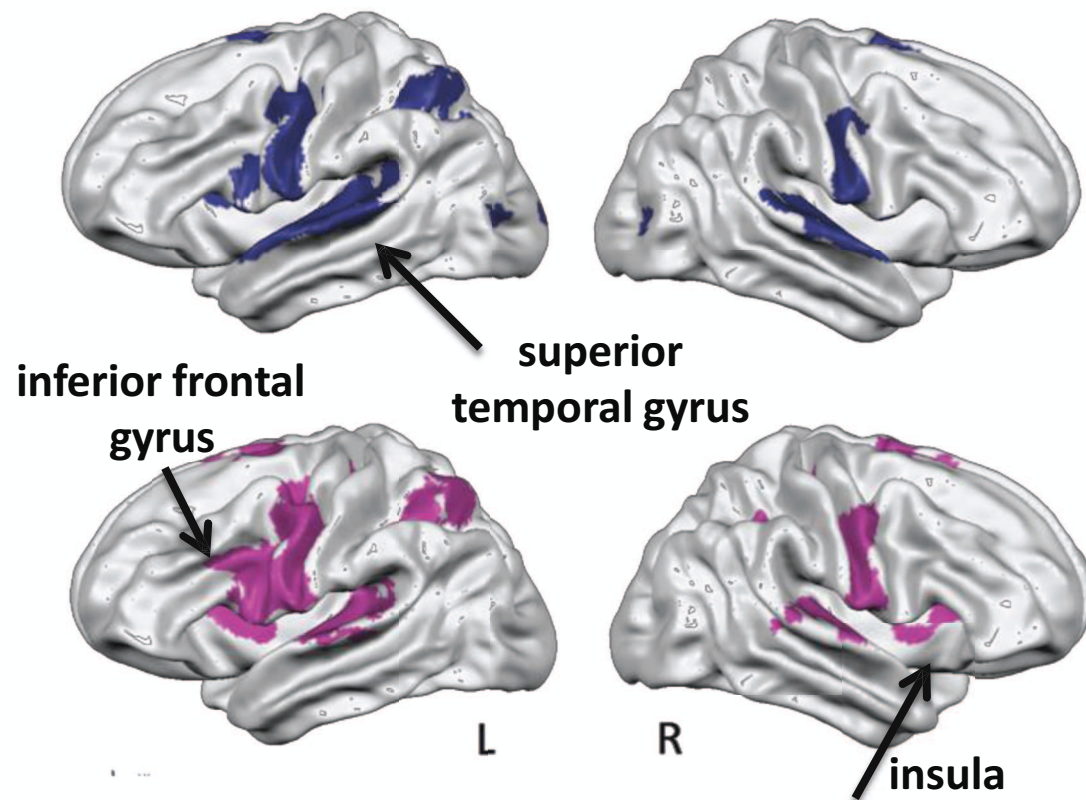 superior
temporal gyrus
inferior frontal
gyrus
L
R
insula